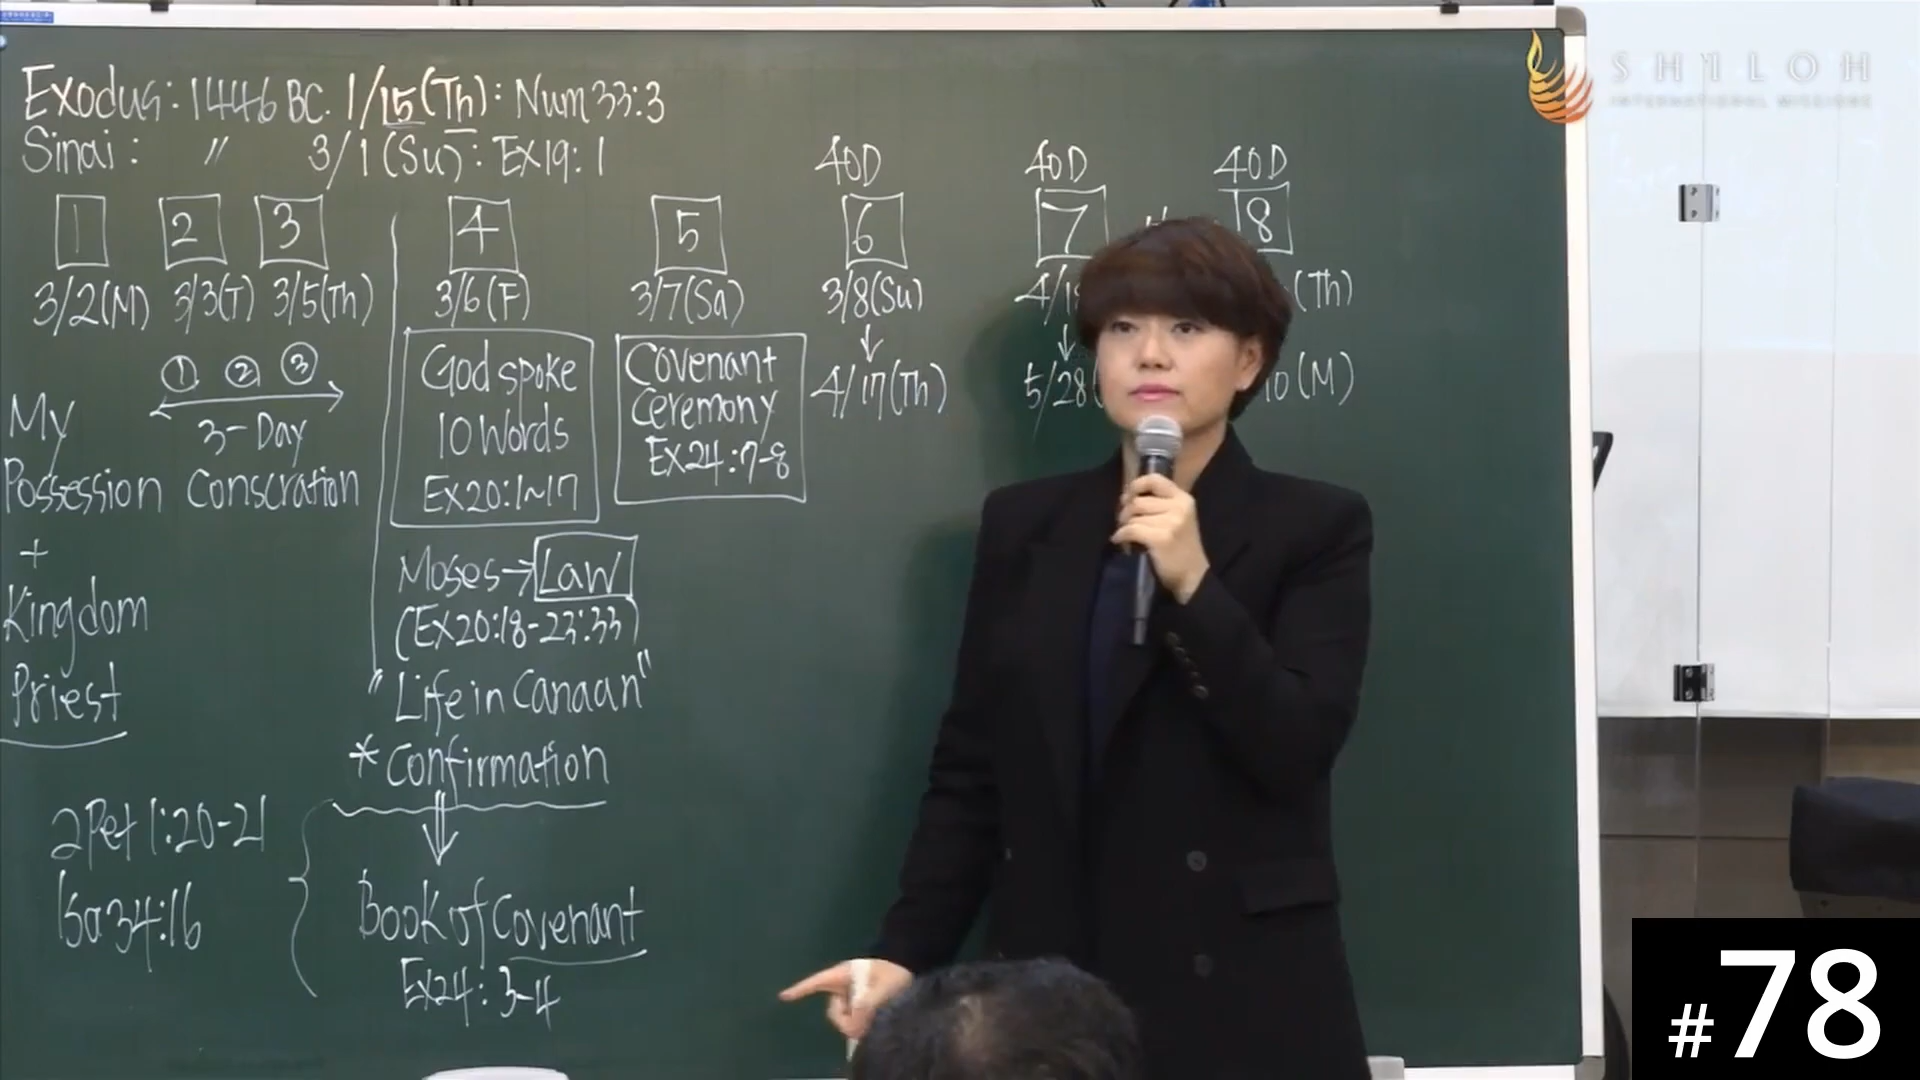 Exodus: 1446 BC. 1/15(Th): Num 33:3
Sinai: 〃 3/1(Su): Ex19:1
40D 40D 40D
1 2 3 4 5 6 7 8
3/2(M) 3/3(T) 3/5(Th) 3/6(F) 3/7(Sa) 3/8(Su) (Th)
4/17(Th) 5/28 10(M)
① ② ③
3-Day
Conscration
My
Possession
+
Kingdom
Priest
God spoke
10 Words
Ex20:1~17
Covenant
Ceremony
Ex24:7-8
Moses→Law
(Ex20:18-23:33)
"Life in Canaan"
*Confirmation
Book of Covenant
Ex24:3-4
2Pet 1:20-21
Isa34:16
SHILOH
INTERNATIONAL MISSIONS
#78